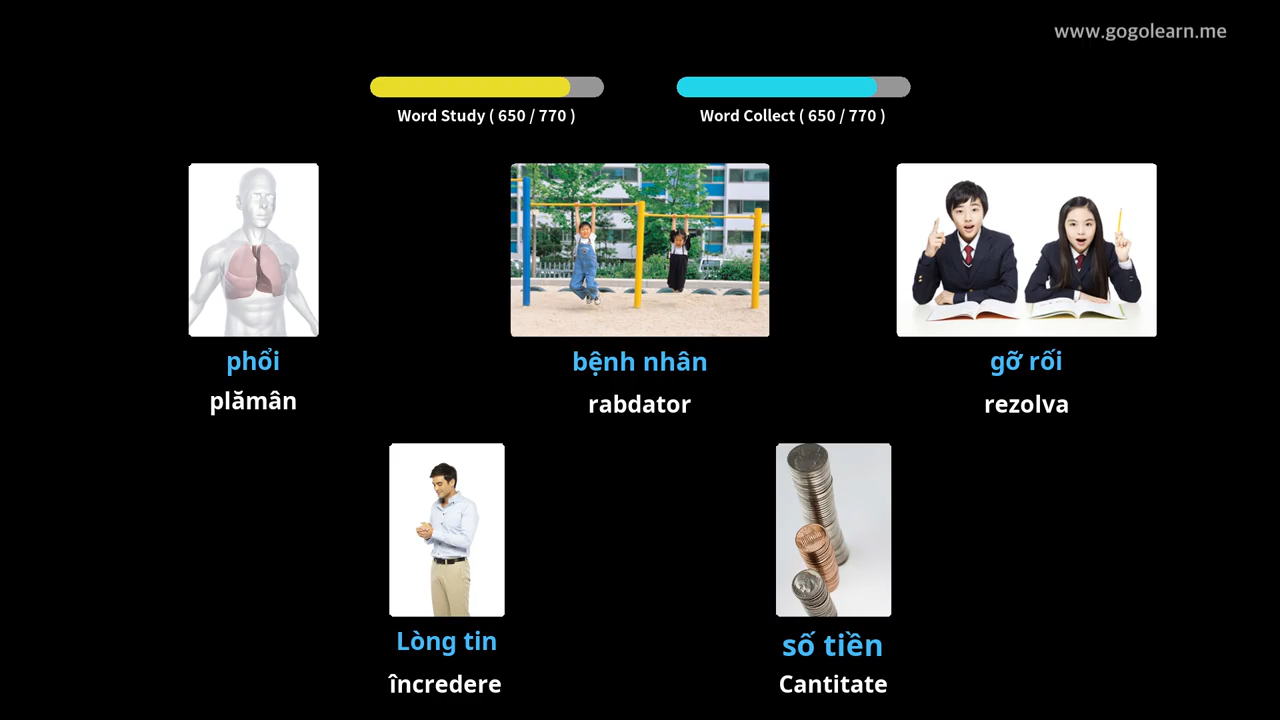 www.gogolearn.me
Word Study ( 650 / 770 )
Word Collect ( 650 / 770 )
phổi
bệnh nhân
gỡ rối
plămân
rabdator
rezolva
Lòng tin
số tiền
încredere
Cantitate